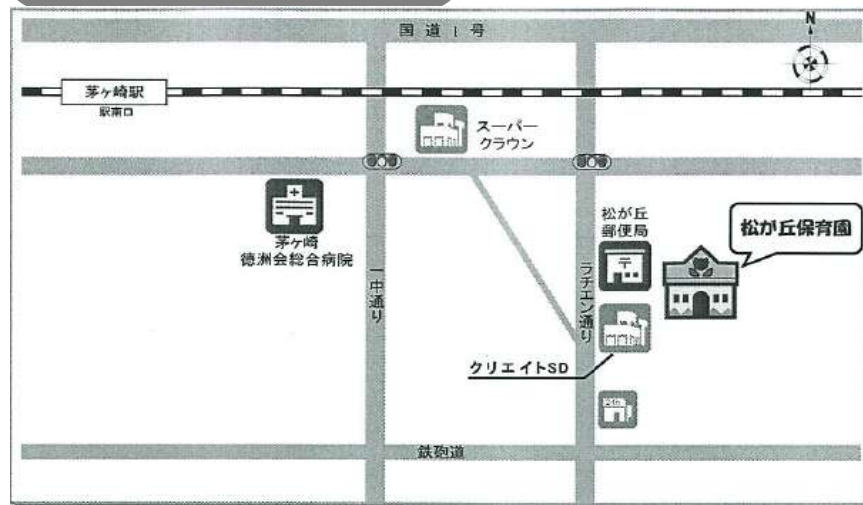 国道1号
N
茅ヶ崎駅
駅南口
スーパー
クラウン
茅ヶ崎
徳洲会総合病院
一中通り
松が丘
郵便局
〒
松が丘保育園
ラチエン通り
クリエイトSD
24h
鉄砲道